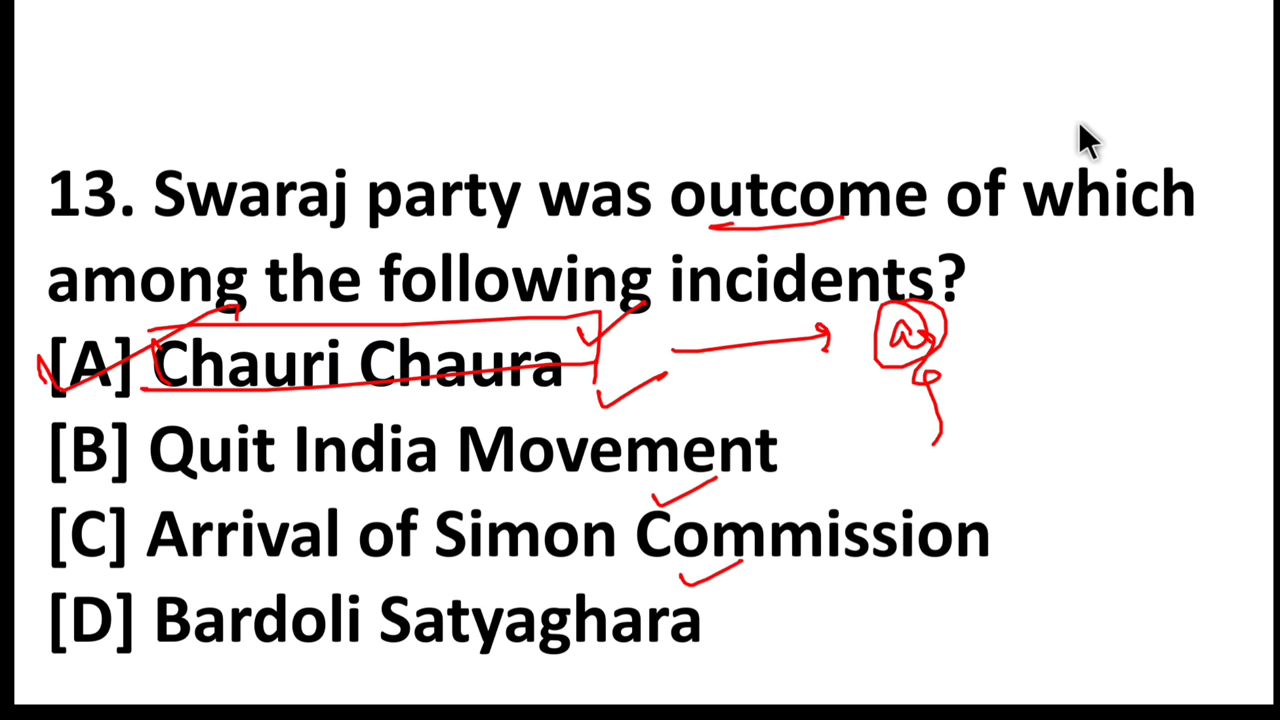 13. Swaraj party was outcome of which
among the following incidents?
[A] Chauri Chaura
[B] Quit India Movement
[C] Arrival of Simon Commission
[D] Bardoli Satyaghara